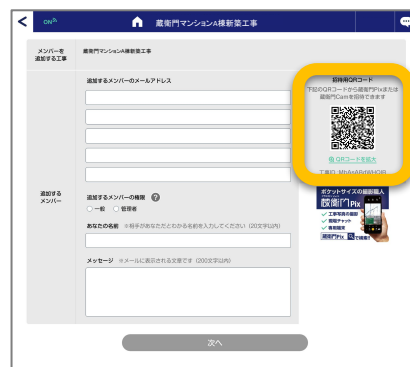 ON
蔵衛門マンションA棟新築工事
メンバーを
追加する工事
蔵衛門マンションA棟新築工事
追加する
メンバー
追加するメンバーのメールアドレス
追加するメンバーの権限 ?
一般 管理者
あなたの名前 ※相手があなただとわかる名前を入力してください（20文字以内）
メッセージ ※メールに表示される文章です（200文字以内）
招待用QRコード
下記のQRコードから蔵衛門Pixまたは
蔵衛門Camを招待できます
QRコードを拡大
ポケットサイズの撮影職人
蔵衛門Pix
工事写真の撮影
現場チャット
蔵衛門Pix
次へ